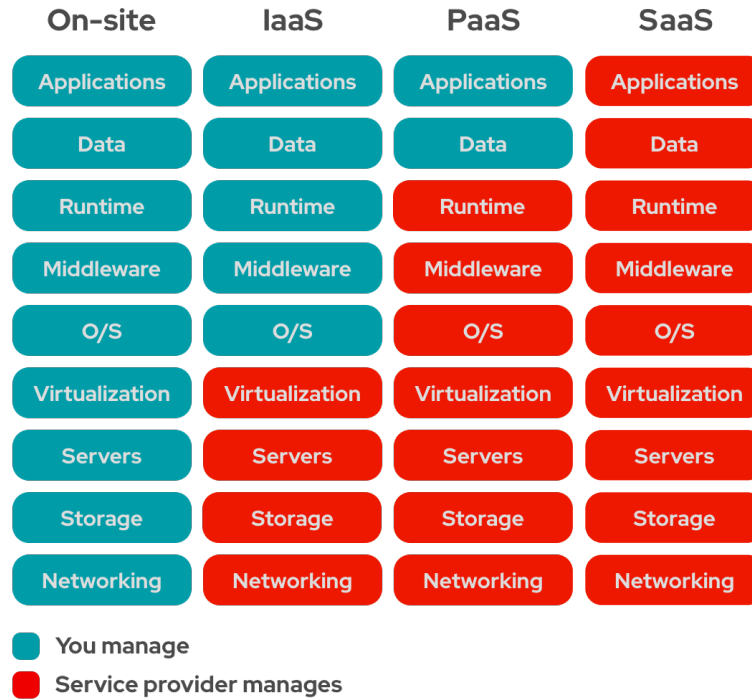 On-site IaaS PaaS SaaS
Applications Applications Applications Applications
Data Data Data Data
Runtime Runtime Runtime Runtime
Middleware Middleware Middleware Middleware
O/S O/S O/S O/S
Virtualization Virtualization Virtualization Virtualization
Servers Servers Servers Servers
Storage Storage Storage Storage
Networking Networking Networking Networking
You manage
Service provider manages